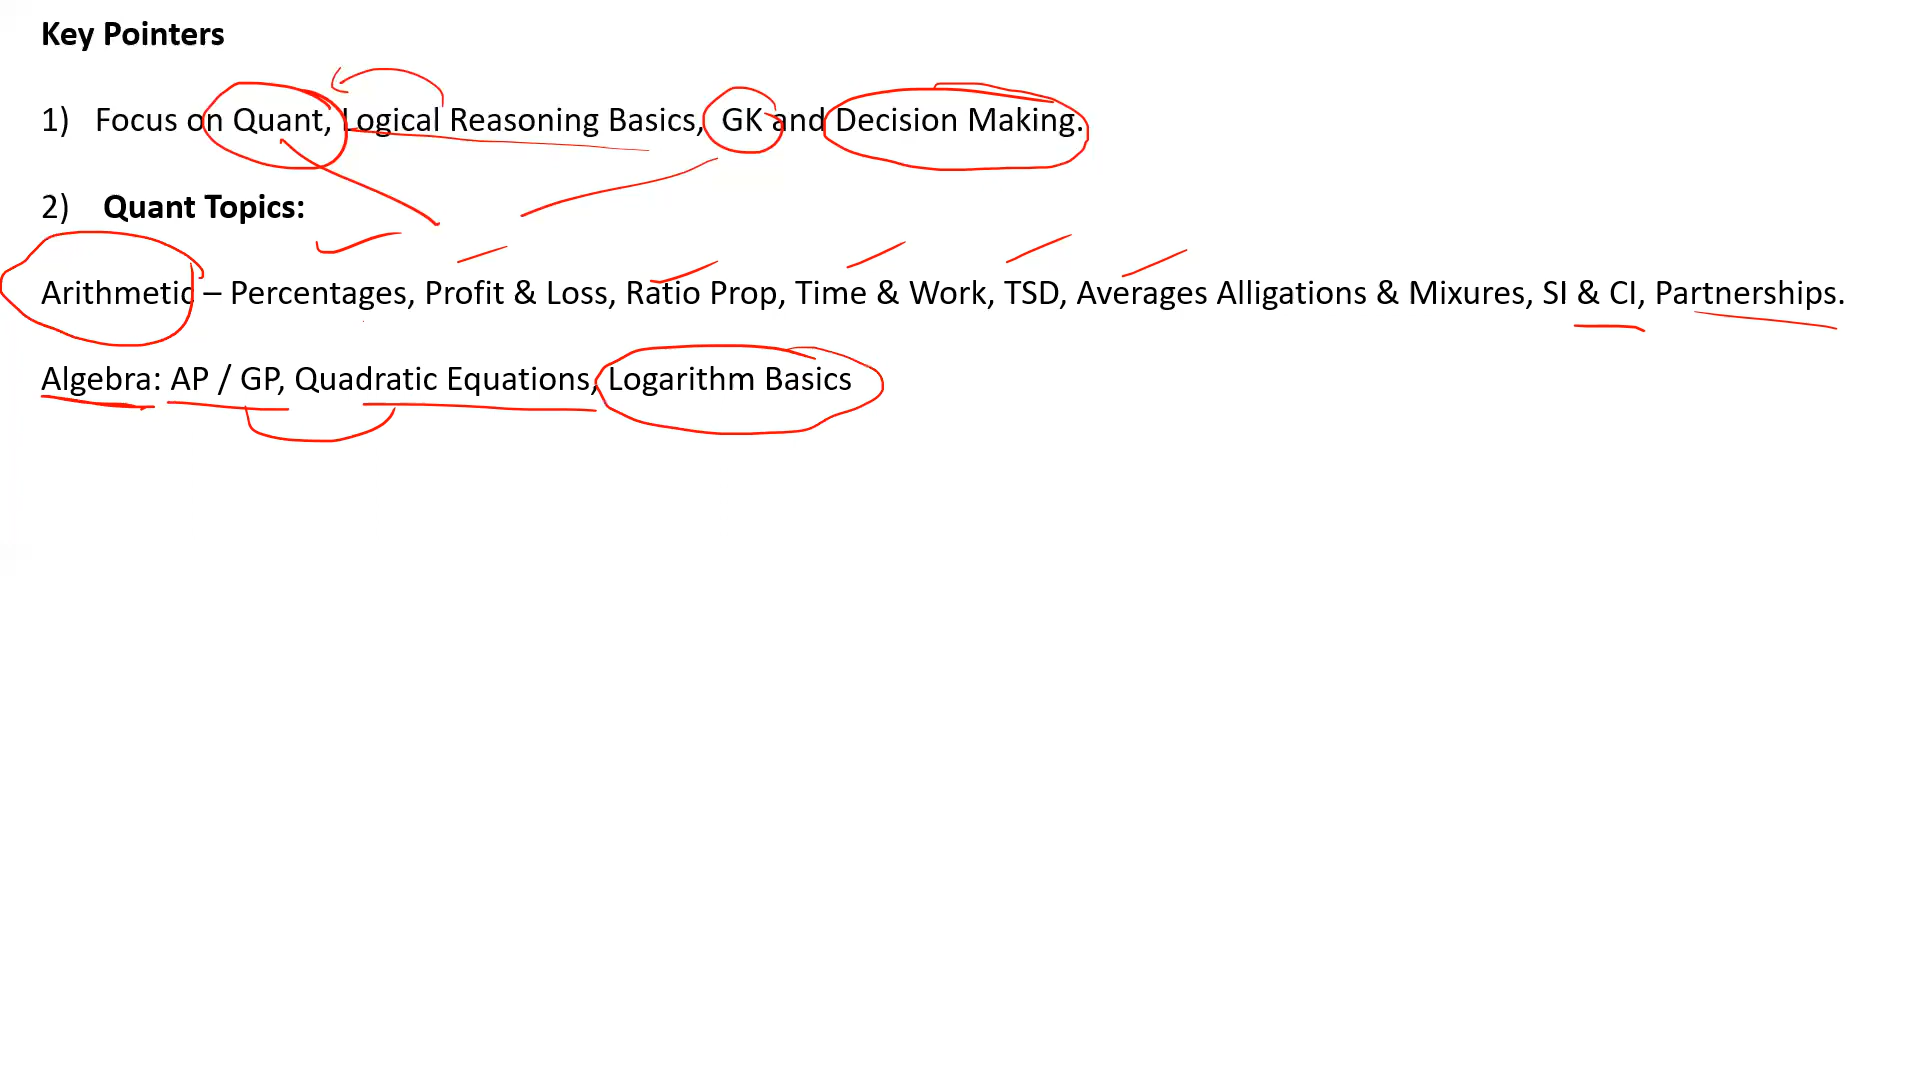 Key Pointers
1) Focus on Quant, Logical Reasoning Basics, GK and Decision Making.
2) Quant Topics:
Arithmetic – Percentages, Profit & Loss, Ratio Prop, Time & Work, TSD, Averages Alligations & Mixures, SI & CI, Partnerships.
Algebra: AP / GP, Quadratic Equations, Logarithm Basics